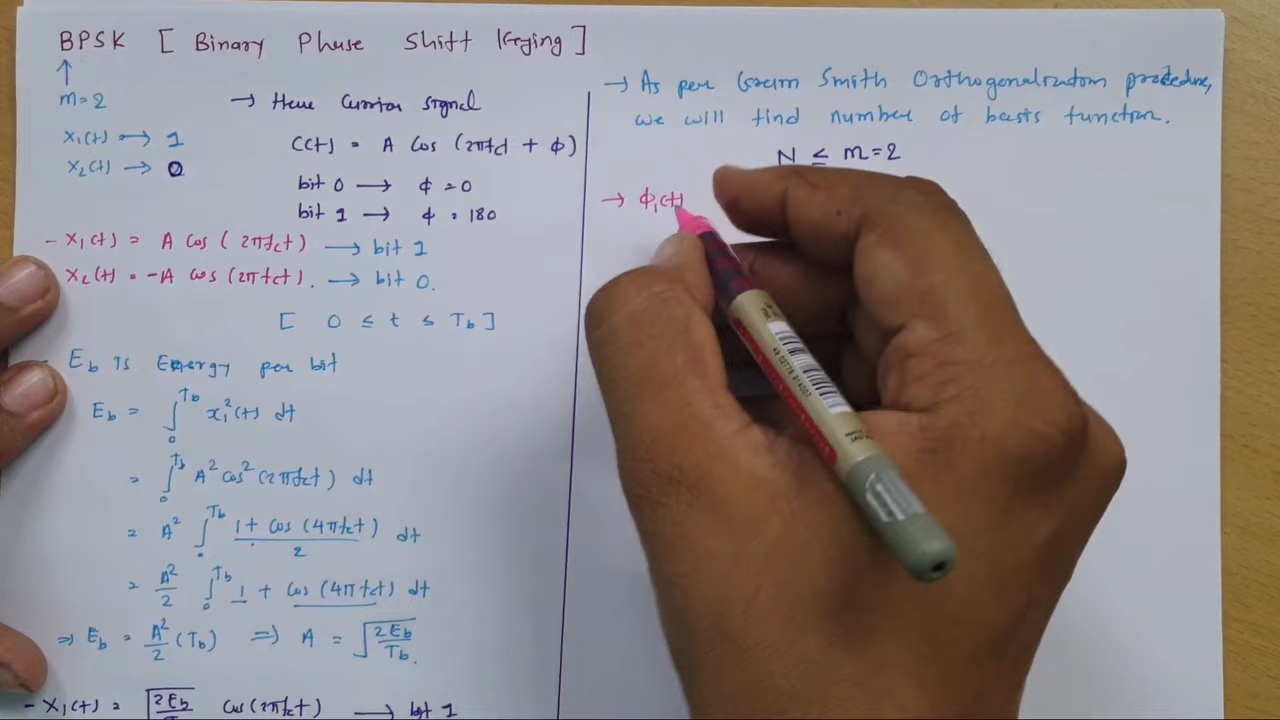 BPSK [ Binary Phase Shift Keying ]
m=2
x₁(t) → 1
x₂(t) → 0
→ Here Carrier signal
C(t) = A Cos (2πfct + Φ)
bit 0 → Φ = 0
bit 1 → Φ = 180
- x₁(t) = A Cos (2πfct) → bit 1
x₂(t) = -A Cos (2πfct). → bit 0.
[ 0 ≤ t ≤ Tb ]
- Eb Is Energy per bit
Eb = ∫₀^Tb x₁²(t) dt
= ∫₀^Tb A² Cos² (2πfct) dt
= A² ∫₀^Tb (1 + Cos (4πfct))/2 dt
= A²/2 ∫₀^Tb 1 + Cos (4πfct) dt
⇒ Eb = A²/2 (Tb) ⇒ A = √(2Eb/Tb).
- x₁(t) = √(2Eb/T Cos (2πfct) → bit 1
→ As per Gram Smith Orthogonalization procedure,
we will find number of basis function.
N ≤ m=2
→ Φ₁(t)